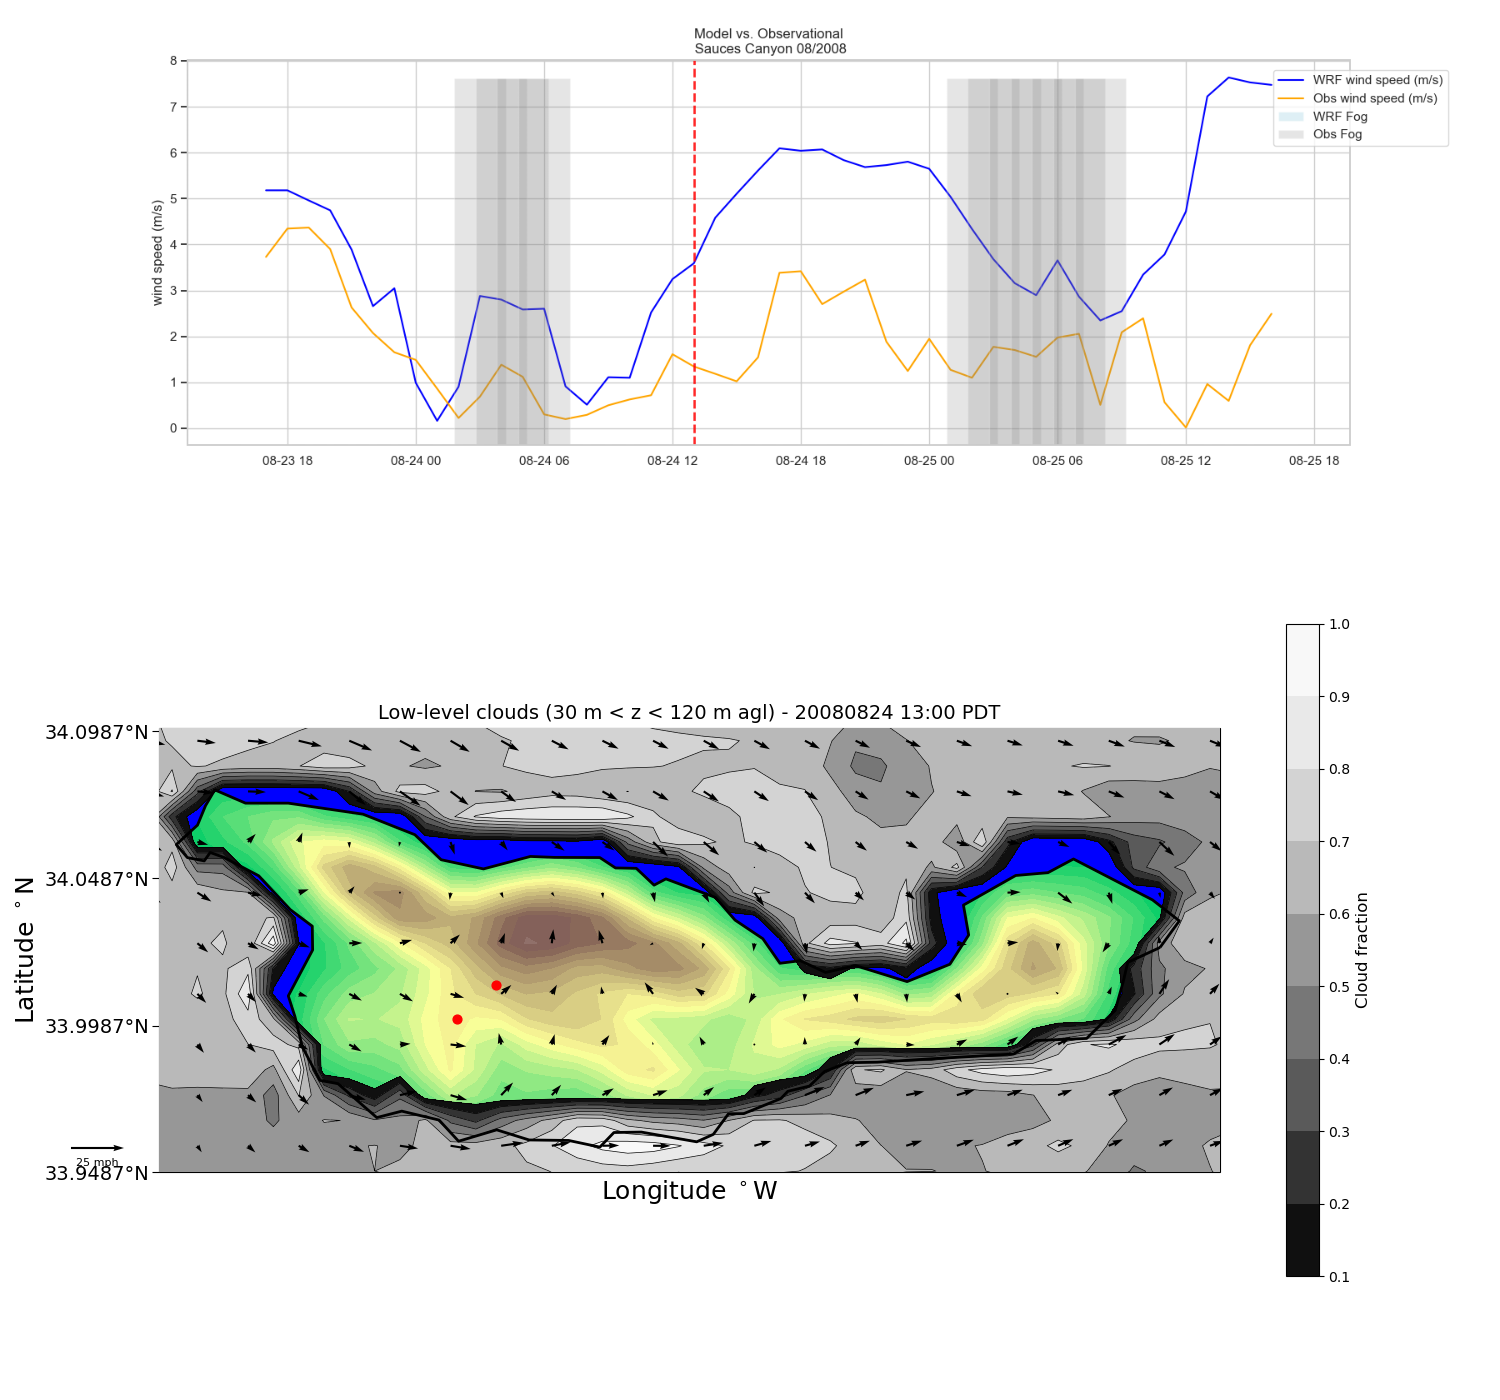 Model vs. Observational
Sauces Canyon 08/2008
8
7
6
5
4
3
2
1
0
wind speed (m/s)
WRF wind speed (m/s)
Obs wind speed (m/s)
WRF Fog
Obs Fog
08-23 18
08-24 00
08-24 06
08-24 12
08-24 18
08-25 00
08-25 06
08-25 12
08-25 18
Low-level clouds (30 m < z < 120 m agl) - 20080824 13:00 PDT
34.0987°N
34.0487°N
33.9987°N
33.9487°N
Latitude °N
25 mph
Longitude °W
1.0
0.9
0.8
0.7
0.6
0.5
0.4
0.3
0.2
0.1
Cloud fraction